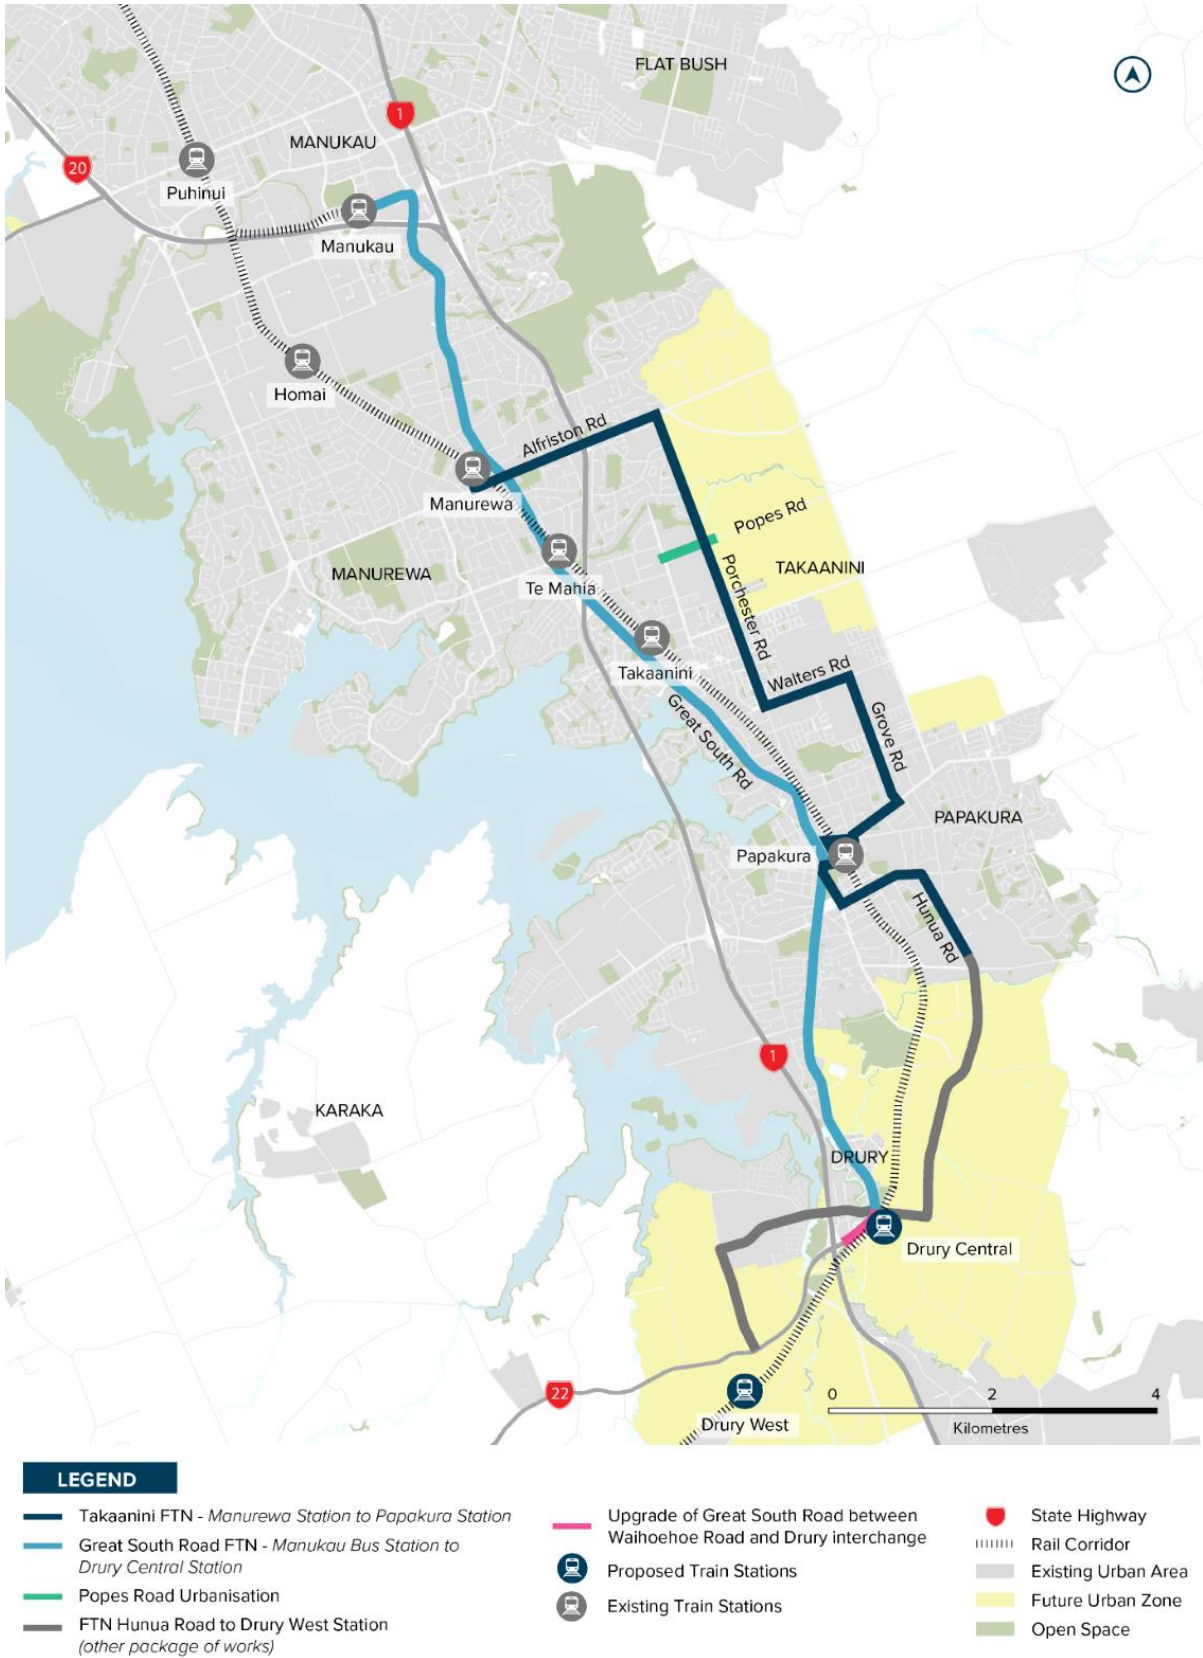 FLAT BUSH
1
MANUKAU
20
Puhinui
Manukau
Homai
Alfriston Rd
Manurewa
Popes Rd
MANUREWA
Te Mahia
TAKAANINI
Porchester Rd
Takaanini
Walters Rd
Great South Rd
Grove Rd
PAPAKURA
Papakura
Hunua Rd
1
KARAKA
DRURY
Drury Central
22
Drury West
0 2 4
Kilometres
LEGEND
Takaanini FTN - Manurewa Station to Papakura Station
Great South Road FTN - Manukau Bus Station to
Drury Central Station
Popes Road Urbanisation
FTN Hunua Road to Drury West Station
(other package of works)
Upgrade of Great South Road between
Waihoehoe Road and Drury interchange
Proposed Train Stations
Existing Train Stations
State Highway
Rail Corridor
Existing Urban Area
Future Urban Zone
Open Space